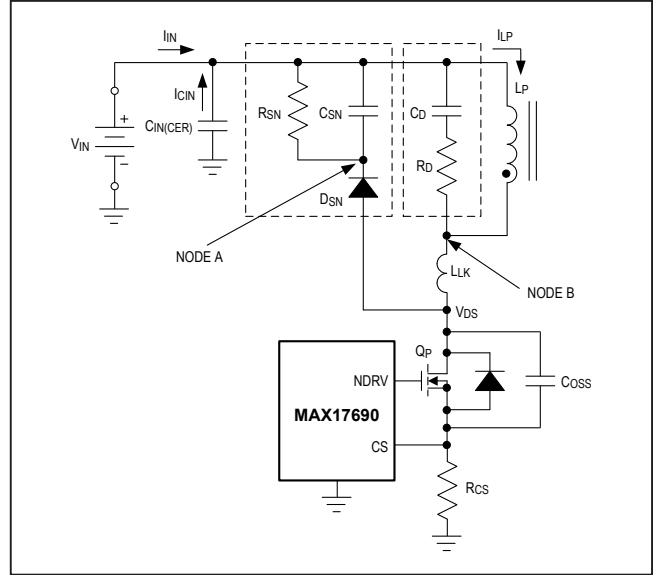 IIN
ILP
ICIN
LP
RSN
CSN
CD
+
VIN
CIN(CER)
−
RD
DSN
NODE A
LLK
NODE B
VDS
QP
NDRV
COSS
MAX17690
CS
RCS